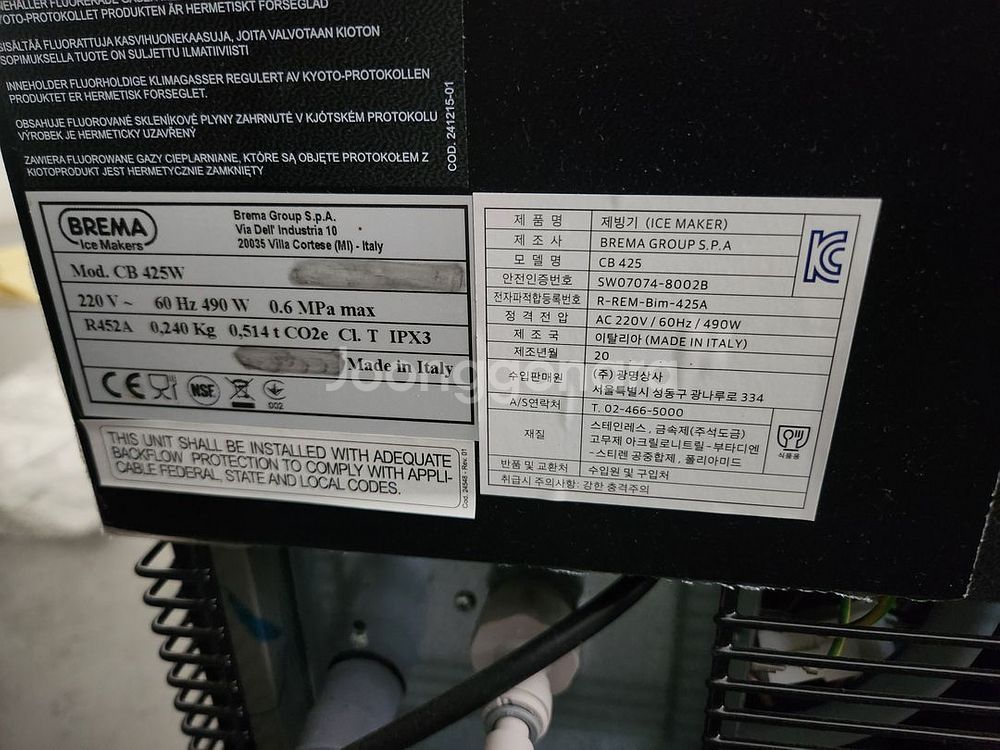 FLUORERADE
KYOTO-PROTOKOLLET PRODUKTEN ÄR HERMETISKT FÖRSEGLAD
SISÄLTÄÄ FLUORATTUJA KASVIHUONEKAASUJA, JOITA VALVOTAAN KIOTON
SOPIMUKSELLA TUOTE ON SULJETTU ILMATIIVIISTI
INNEHOLDER FLUORHOLDIGE KLIMAGASSER REGULERT AV KYOTO-PROTOKOLLEN
PRODUKTET ER HERMETISK FORSEGLET.
OBSAHUJE FLUOROVANÉ SKLENÍKOVÉ PLYNY ZAHRNUTÉ V KJÓTSKÉM PROTOKOLU
VÝROBEK JE HERMETICKY UZAVŘENÝ
ZAWIERA FLUOROWANE GAZY CIEPLARNIANE, KTÓRE SĄ OBJĘTE PROTOKOŁEM Z
KIOTOPRODUKT JEST HERMETYCZNIE ZAMKNIĘTY
COD. 241215-01
BREMA
Ice Makers
Brema Group S.p.A.
Via Dell' Industria 10
20035 Villa Cortese (MI) - Italy
Mod. CB 425W
220 V ~ 60 Hz 490 W 0.6 MPa max
R452A 0,240 Kg 0,514 t CO2e Cl. T IPX3
Made in Italy
CE NSF 002
THIS UNIT SHALL BE INSTALLED WITH ADEQUATE
BACKFLOW PROTECTION TO COMPLY WITH APPLI-
CABLE FEDERAL, STATE AND LOCAL CODES.
Cod. 24548 - Rev. 01
제 품 명 제빙기 (ICE MAKER)
제 조 사 BREMA GROUP S.P.A
모 델 명 CB 425
안전인증번호 SW07074-8002B
전자파적합등록번호 R-REM-Bim-425A
정 격 전 압 AC 220V / 60Hz / 490W
제 조 국 이탈리아 (MADE IN ITALY)
제조년월 20
수입판매원 (주) 광명상사
서울특별시 성동구 광나루로 334
A/S연락처 T. 02-466-5000
재질 스테인레스, 금속제(주석도금)
고무제 아크릴로니트릴-부타디엔
-스티렌 공중합제, 폴리아미드
식품용
반품 및 교환처 수입원 및 구입처
취급시 주의사항: 강한 충격주의
KC